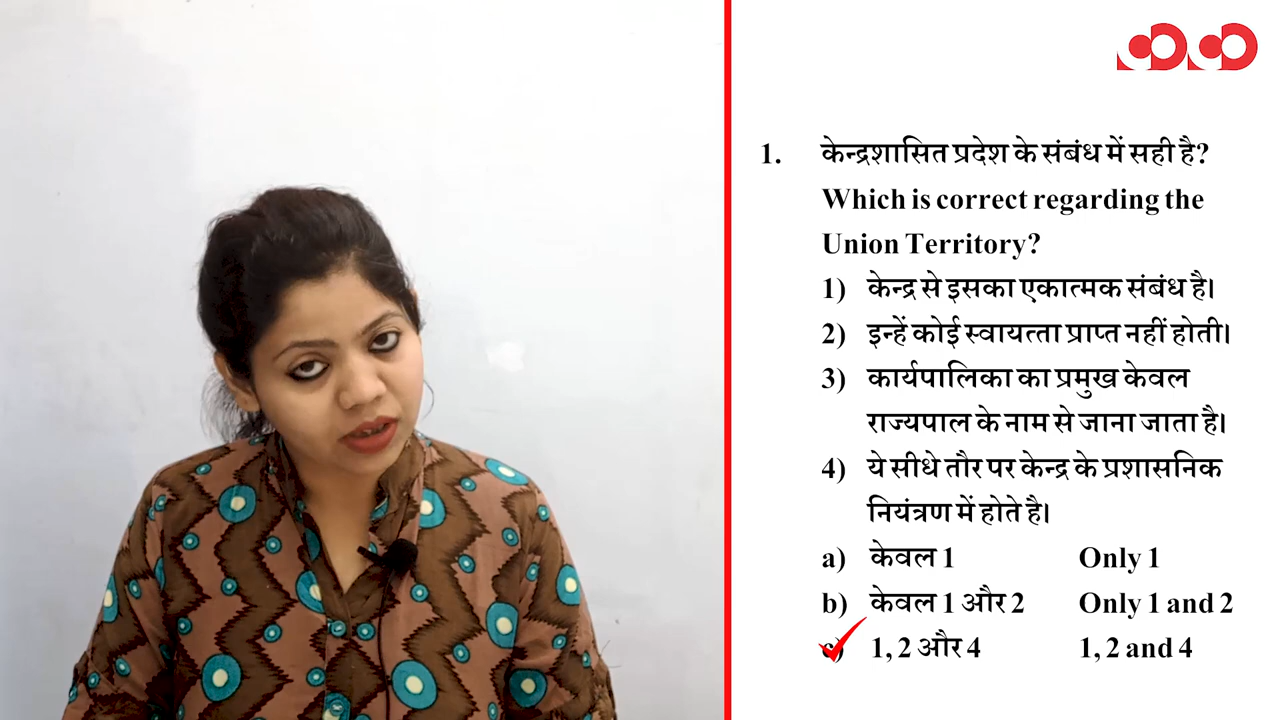 1. केन्द्रशासित प्रदेश के संबंध में सही है?
Which is correct regarding the
Union Territory?
1) केन्द्र से इसका एकात्मक संबंध है।
2) इन्हें कोई स्वायत्ता प्राप्त नहीं होती।
3) कार्यपालिका का प्रमुख केवल
राज्यपाल के नाम से जाना जाता है।
4) ये सीधे तौर पर केन्द्र के प्रशासनिक
नियंत्रण में होते है।
a) केवल 1 Only 1
b) केवल 1 और 2 Only 1 and 2
c) 1, 2 और 4 1, 2 and 4